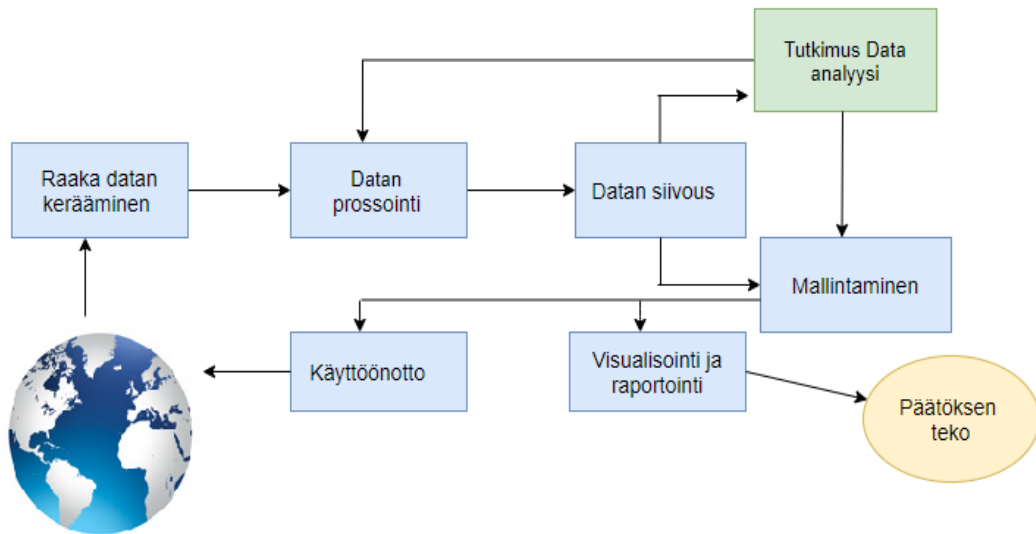 Tutkimus Data
analyysi
Raaka datan
kerääminen
Datan
prossointi
Datan siivous
Mallintaminen
Käyttöönotto
Visualisointi ja
raportointi
Päätöksen
teko